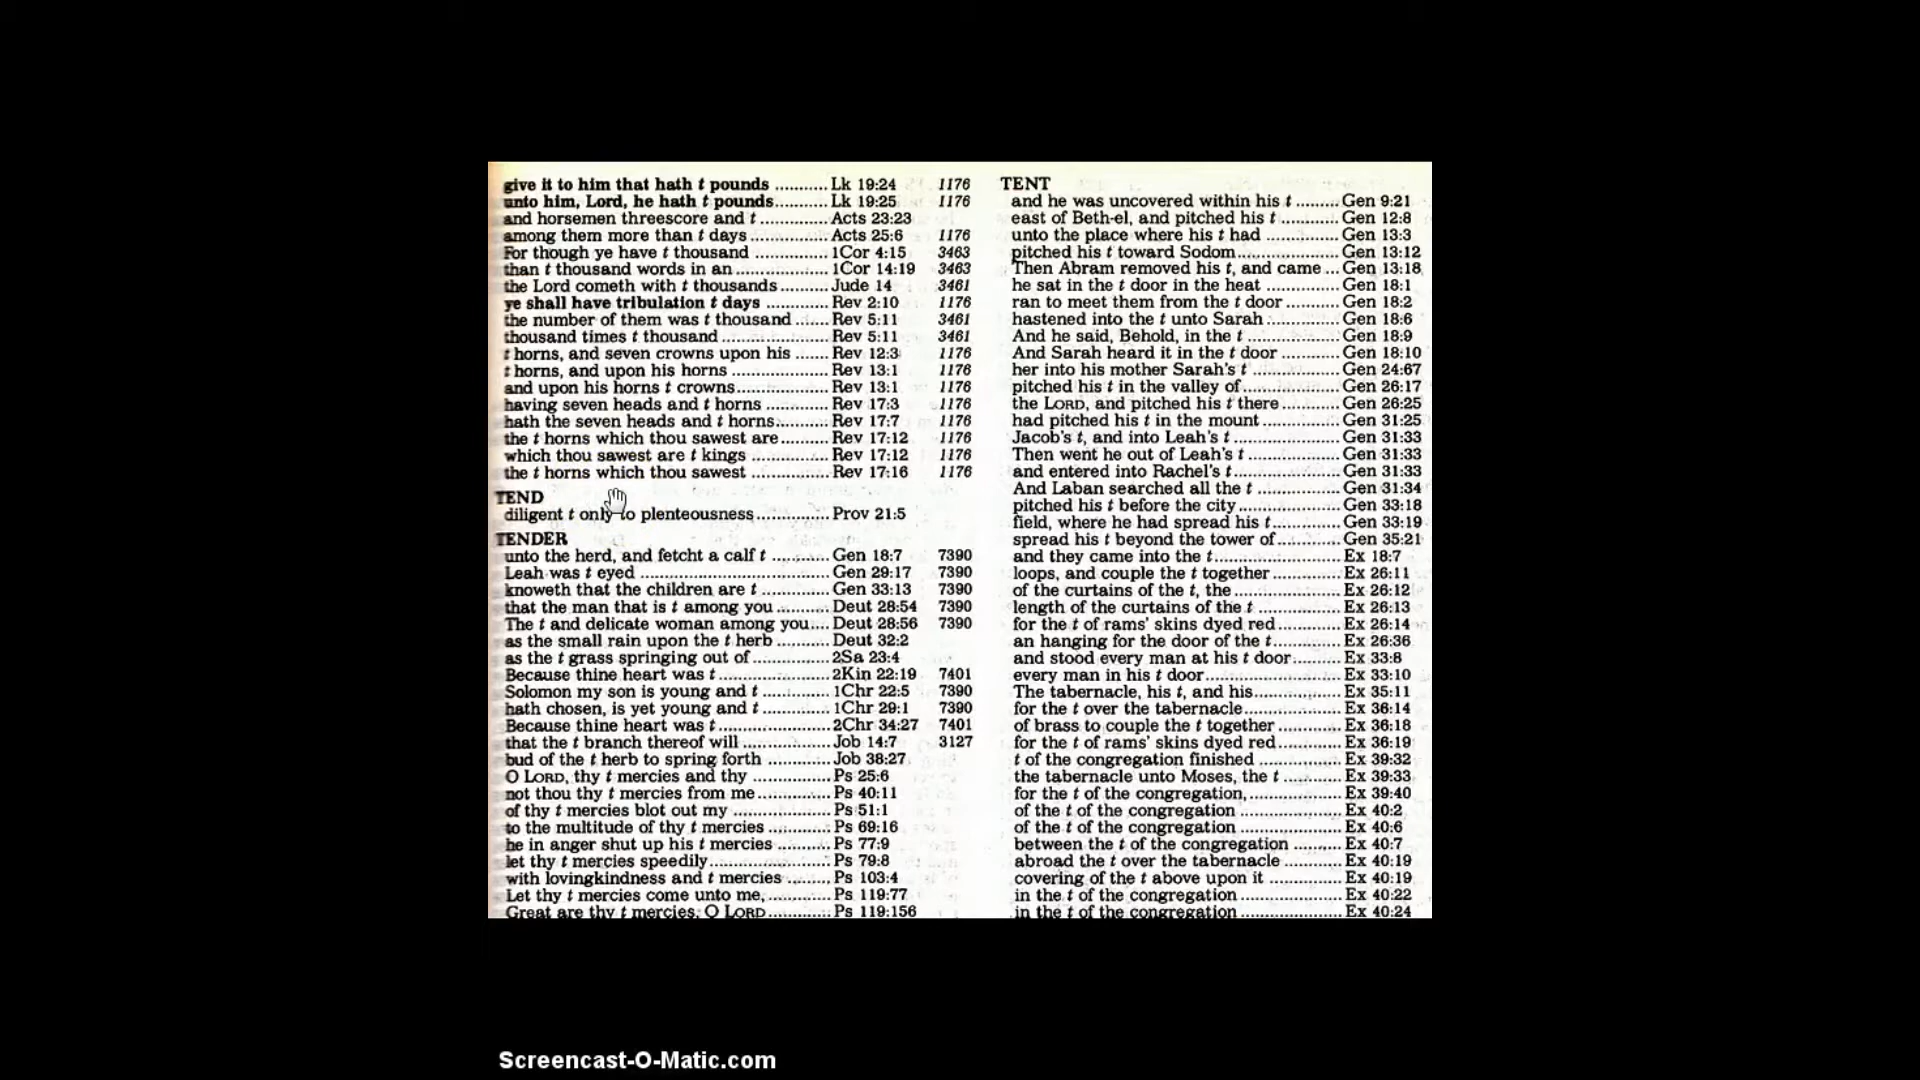 give it to him that hath t pounds ........... Lk 19:24 1176
unto him, Lord, he hath t pounds.......... Lk 19:25 1176
and horsemen threescore and t .............. Acts 23:23
among them more than t days ............... Acts 25:6 1176
For though ye have t thousand .............. 1Cor 4:15 3463
than t thousand words in an ................. 1Cor 14:19 3463
the Lord cometh with t thousands ......... Jude 14 3461
ye shall have tribulation t days ............ Rev 2:10 1176
the number of them was t thousand ...... Rev 5:11 3461
thousand times t thousand .................... Rev 5:11 3461
t horns, and seven crowns upon his ...... Rev 12:3 1176
t horns, and upon his horns .................. Rev 13:1 1176
and upon his horns t crowns................. Rev 13:1 1176
having seven heads and t horns ............ Rev 17:3 1176
hath the seven heads and t horns.......... Rev 17:7 1176
the t horns which thou sawest are......... Rev 17:12 1176
which thou sawest are t kings .............. Rev 17:12 1176
the t horns which thou sawest .............. Rev 17:16 1176
TEND
diligent t only to plenteousness ............. Prov 21:5
TENDER
unto the herd, and fetcht a calf t ........... Gen 18:7 7390
Leah was t eyed .................................. Gen 29:17 7390
knoweth that the children are t ............. Gen 33:13 7390
that the man that is t among you .......... Deut 28:54 7390
The t and delicate woman among you.... Deut 28:56 7390
as the small rain upon the t herb .......... Deut 32:2
as the t grass springing out of .............. 2Sa 23:4
Because thine heart was t .................... 2Kin 22:19 7401
Solomon my son is young and t ............ 1Chr 22:5 7390
hath chosen, is yet young and t ............ 1Chr 29:1 7390
Because thine heart was t .................... 2Chr 34:27 7401
that the t branch thereof will ................ Job 14:7 3127
bud of the t herb to spring forth ........... Job 38:27
O LORD, thy t mercies and thy .............. Ps 25:6
not thou thy t mercies from me ............. Ps 40:11
of thy t mercies blot out my ................. Ps 51:1
to the multitude of thy t mercies ........... Ps 69:16
he in anger shut up his t mercies .......... Ps 77:9
let thy t mercies speedily...................... Ps 79:8
with lovingkindness and t mercies ........, Ps 103:4
Let thy t mercies come unto me, ............ Ps 119:77
Great are thy t mercies, O LORD........... Ps 119:156
TENT
and he was uncovered within his t ........ Gen 9:21
east of Beth-el, and pitched his t .......... Gen 12:8
unto the place where his t had ............. Gen 13:3
pitched his t toward Sodom.................. Gen 13:12
Then Abram removed his t, and came ... Gen 13:18
he sat in the t door in the heat ............. Gen 18:1
ran to meet them from the t door ......... Gen 18:2
hastened into the t unto Sarah ............. Gen 18:6
And he said, Behold, in the t ................ Gen 18:9
And Sarah heard it in the t door ........... Gen 18:10
her into his mother Sarah's t ............... Gen 24:67
pitched his t in the valley of................. Gen 26:17
the LORD, and pitched his t there.......... Gen 26:25
had pitched his t in the mount ............. Gen 31:25
Jacob's t, and into Leah's t .................. Gen 31:33
Then went he out of Leah's t ................ Gen 31:33
and entered into Rachel's t .................. Gen 31:33
And Laban searched all the t ............... Gen 31:34
pitched his t before the city .................. Gen 33:18
field, where he had spread his t............ Gen 33:19
spread his t beyond the tower of........... Gen 35:21
and they came into the t ...................... Ex 18:7
loops, and couple the t together ............ Ex 26:11
of the curtains of the t, the .................. Ex 26:12
length of the curtains of the t ............... Ex 26:13
for the t of rams' skins dyed red........... Ex 26:14
an hanging for the door of the t............ Ex 26:36
and stood every man at his t door......... Ex 33:8
every man in his t door........................ Ex 33:10
The tabernacle, his t, and his............... Ex 35:11
for the t over the tabernacle ................. Ex 36:14
of brass to couple the t together ........... Ex 36:18
for the t of rams' skins dyed red........... Ex 36:19
t of the congregation finished .............. Ex 39:32
the tabernacle unto Moses, the t ........... Ex 39:33
for the t of the congregation, ................ Ex 39:40
of the t of the congregation .................. Ex 40:2
of the t of the congregation .................. Ex 40:6
between the t of the congregation ......... Ex 40:7
abroad the t over the tabernacle ........... Ex 40:19
covering of the t above upon it ............. Ex 40:19
in the t of the congregation .................. Ex 40:22
in the t of the congregation .................. Ex 40:24
Screencast-O-Matic.com